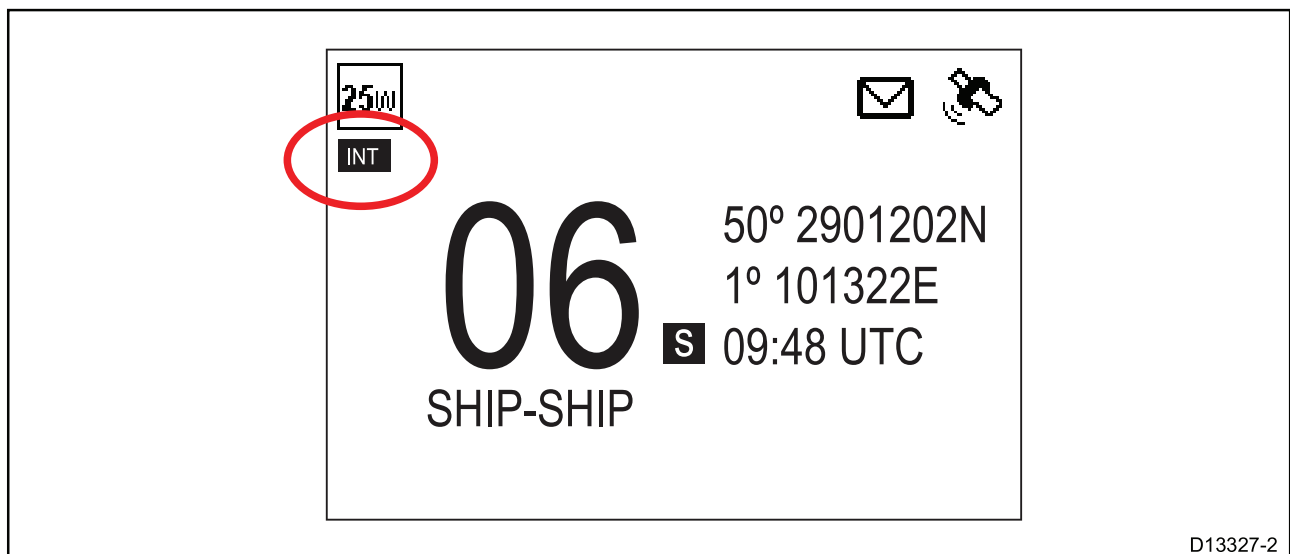 25W
INT
06
50º 2901202N
1º 101322E
S 09:48 UTC
SHIP-SHIP
D13327-2